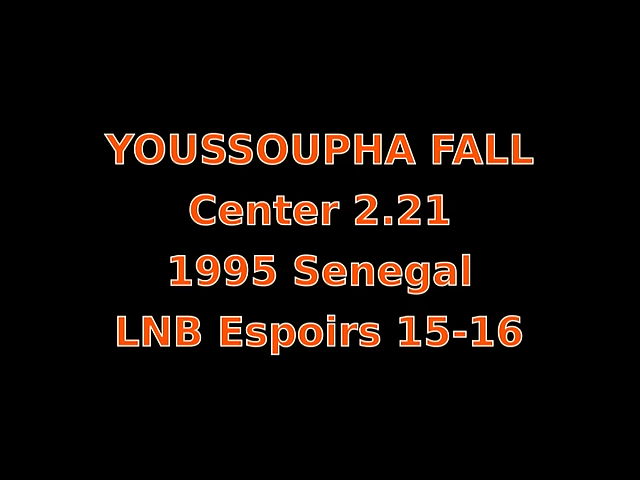 YOUSSOUPHA FALL
Center 2.21
1995 Senegal
LNB Espoirs 15-16